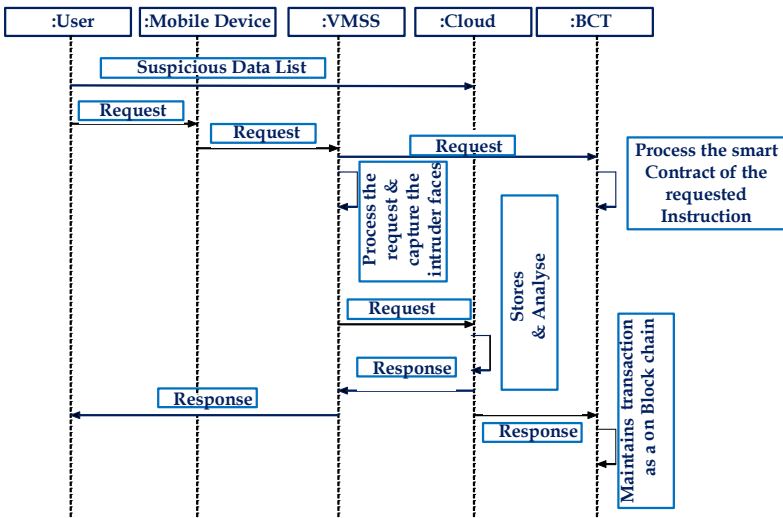 :User
:Mobile Device
:VMSS
:Cloud
:BCT
Suspicious Data List
Request
Request
Request
Process the smart
Contract of the
requested
Instruction
Process the
request &
capture the
intruder faces
Stores
& Analyse
Request
Response
Response
Response
Maintains transaction
as a on Block chain